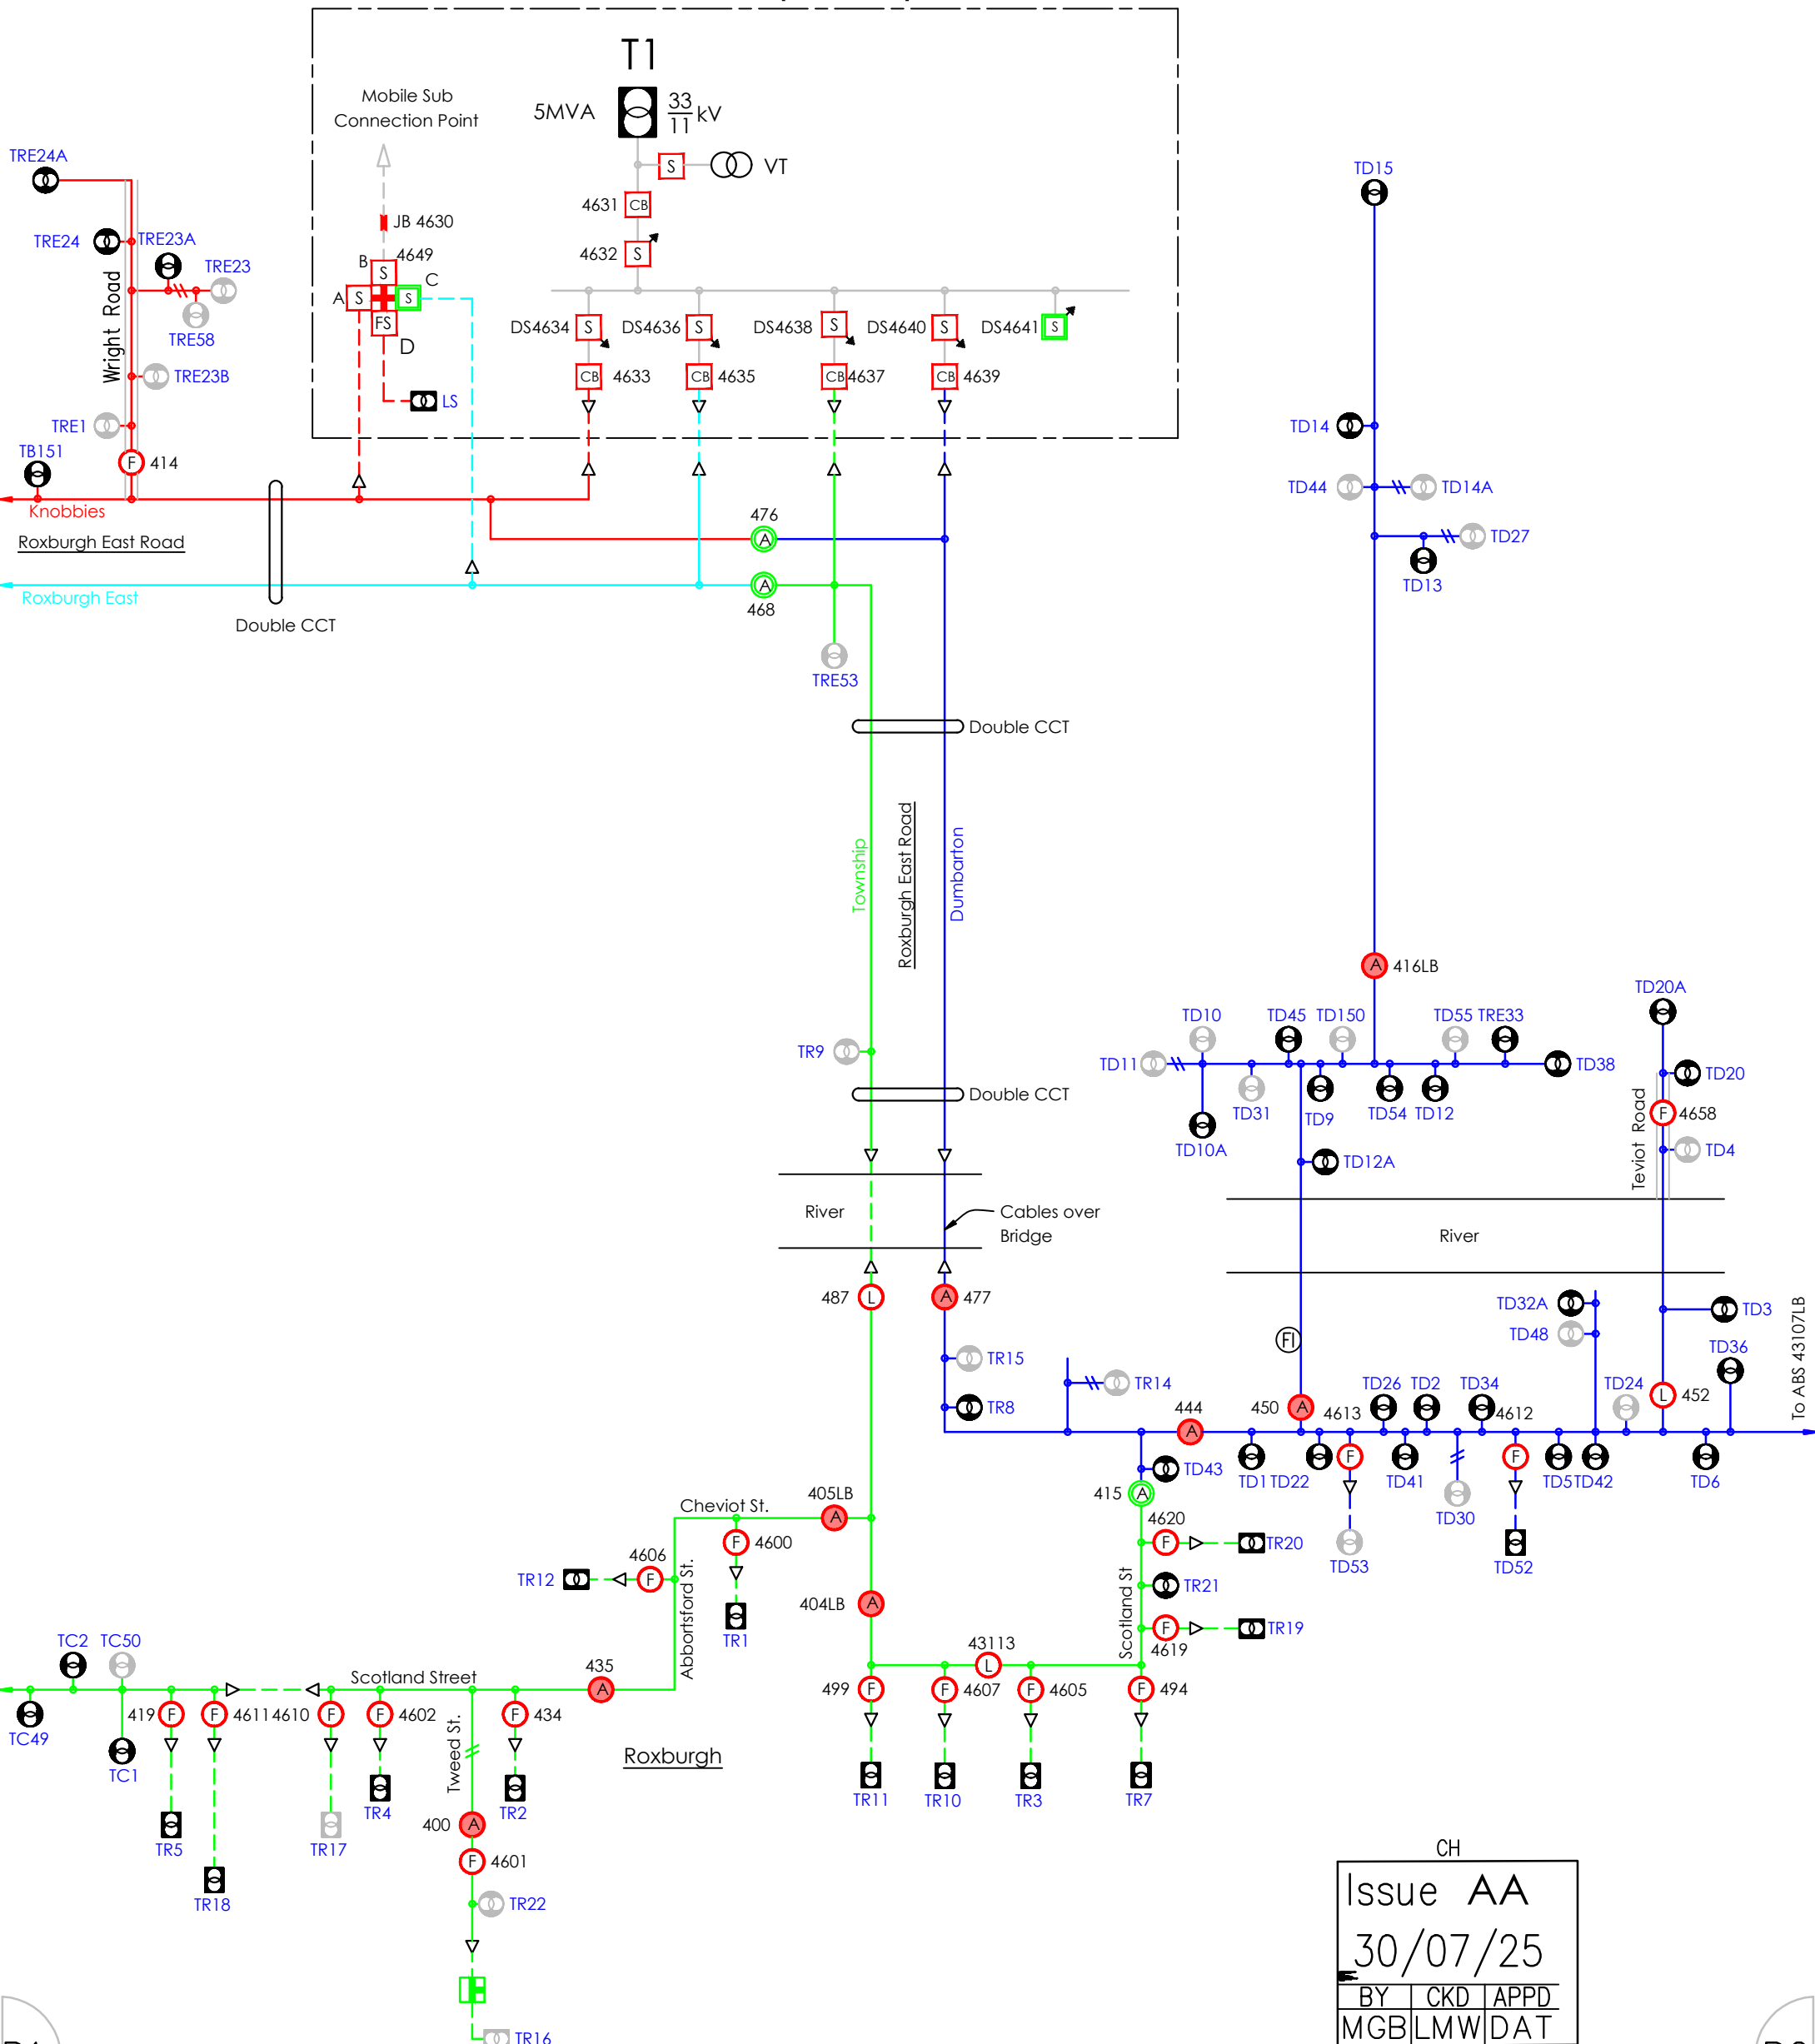 T1
Mobile Sub
Connection Point
5MVA
33
11
kV
S
VT
4631
CB
4632
S
JB 4630
B
4649
S
A
S
S
C
FS
D
LS
DS4634
S
DS4636
S
DS4638
S
DS4640
S
DS4641
S
CB
4633
CB
4635
CB
4637
CB
4639
TRE24A
TRE24
TRE23A
TRE23
TRE58
Wright Road
TRE23B
TRE1
TB151
F
414
Knobbies
Roxburgh East Road
Roxburgh East
Double CCT
476
A
A
468
TRE53
Double CCT
Township
Roxburgh East Road
Dumbarton
TR9
Double CCT
River
Cables over
Bridge
487
L
A
477
TD15
TD14
TD44
TD14A
TD27
TD13
A
416LB
TD10
TD45
TD150
TD55
TRE33
TD11
TD38
TD31
TD9
TD54
TD12
TD10A
TD12A
TD20A
TD20
F
4658
TD4
Teviot Road
River
TD32A
TD48
TD3
TD36
To ABS 43107LB
FI
TR15
TR14
TR8
444
A
450
A
4613
TD26
TD2
TD34
4612
TD24
L
452
TD43
TD1
TD22
F
TD41
F
TD5
TD42
TD6
TD30
TD53
TD52
415
A
4620
F
TR20
TR21
F
TR19
4619
Scotland St
Cheviot St.
405LB
A
F
4600
4606
F
TR12
Abbortsford St.
TR1
404LB
A
43113
L
499
F
F
4607
F
4605
F
494
TR11
TR10
TR3
TR7
TC2
TC50
Scotland Street
435
A
419
F
F
4611
4610
F
F
4602
F
434
TC49
TC1
Tweed St.
Roxburgh
TR4
TR2
TR5
TR17
TR18
400
A
F
4601
TR22
TR16
CH
Issue AA
30/07/25
BY
CKD
APPD
MGB
LMW
DAT